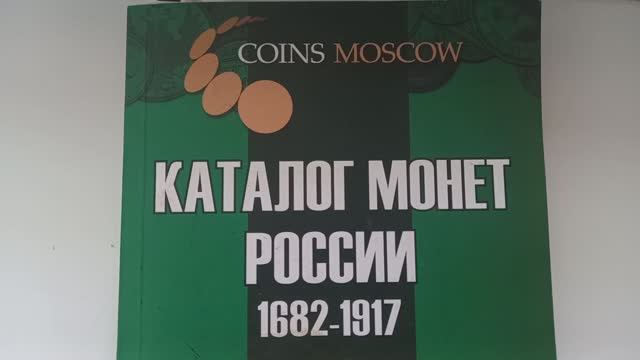 COINS MOSCOW
КАТАЛОГ МОНЕТ
РОССИИ
1682-1917